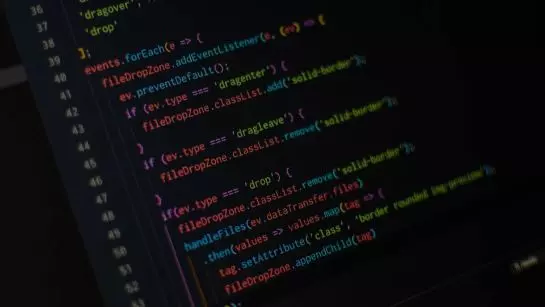 36
37 'dragover',
38 'drop'
39 ];
40 events.forEach(e => {
41 fileDropZone.addEventListener(e, (ev) => {
42 ev.preventDefault();
if (ev.type === 'dragenter') {
43 fileDropZone.classList.add('solid-border');
44 }
45 if (ev.type === 'dragleave') {
46 fileDropZone.classList.remove('solid-border');
47 }
48 if(ev.type === 'drop') {
49 fileDropZone.classList.remove('solid-border');
50 handleFiles(ev.dataTransfer.files)
51 .then(values => values.map(tag => {
52 tag.setAttribute('class', 'border rounded img-preview');
53 fileDropZone.appendChild(tag)